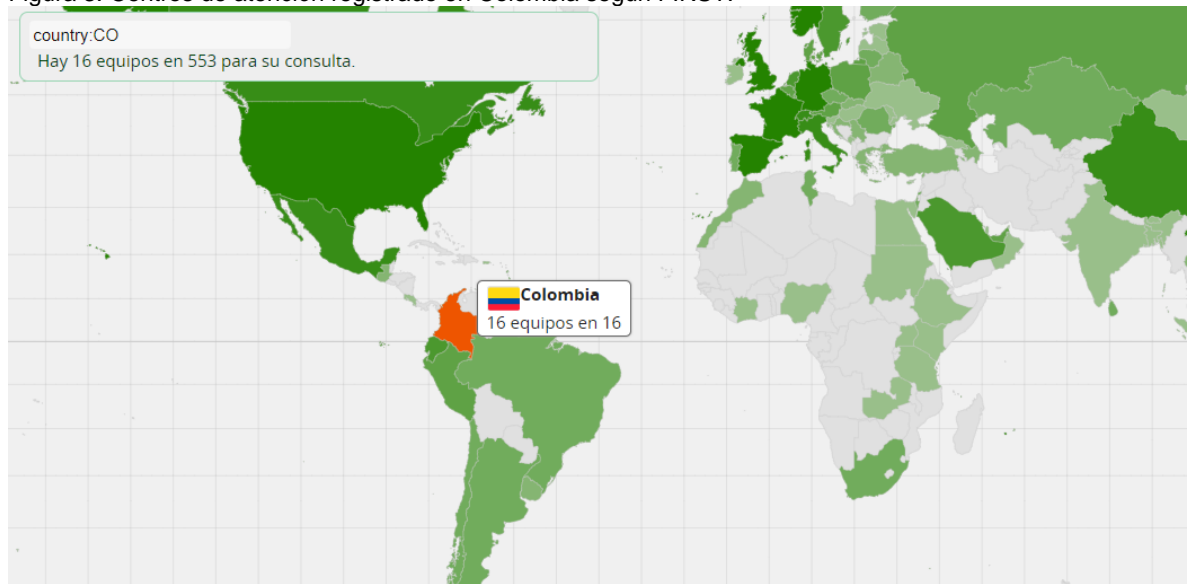 country:CO
Hay 16 equipos en 553 para su consulta.
Colombia
16 equipos en 16